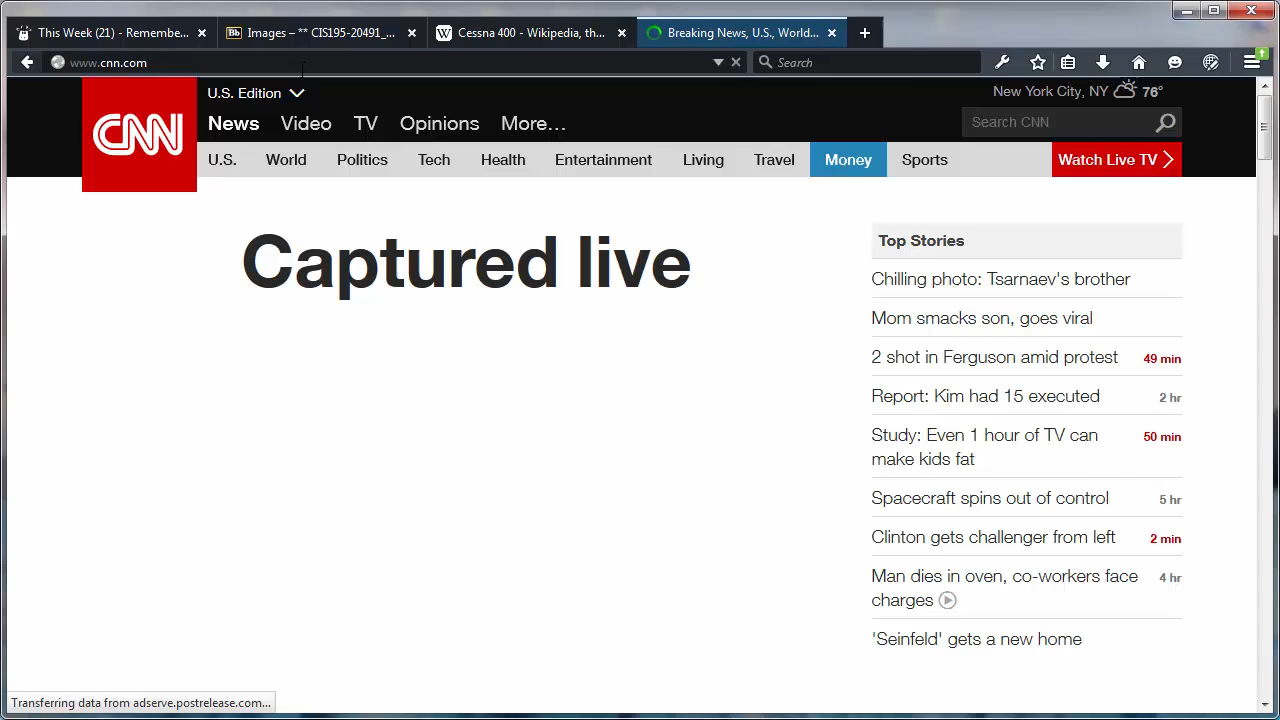 This Week (21) - Remembe...
Images – ** CIS195-20491_...
Cessna 400 - Wikipedia, th...
Breaking News, U.S., World...
www.cnn.com
Search
CNN
U.S. Edition
New York City, NY 76°
News Video TV Opinions More...
Search CNN
U.S. World Politics Tech Health Entertainment Living Travel Money Sports Watch Live TV
Captured live
Top Stories
Chilling photo: Tsarnaev's brother
Mom smacks son, goes viral
2 shot in Ferguson amid protest 49 min
Report: Kim had 15 executed 2 hr
Study: Even 1 hour of TV can 50 min
make kids fat
Spacecraft spins out of control 5 hr
Clinton gets challenger from left 2 min
Man dies in oven, co-workers face 4 hr
charges
'Seinfeld' gets a new home
Transferring data from adserve.postrelease.com...